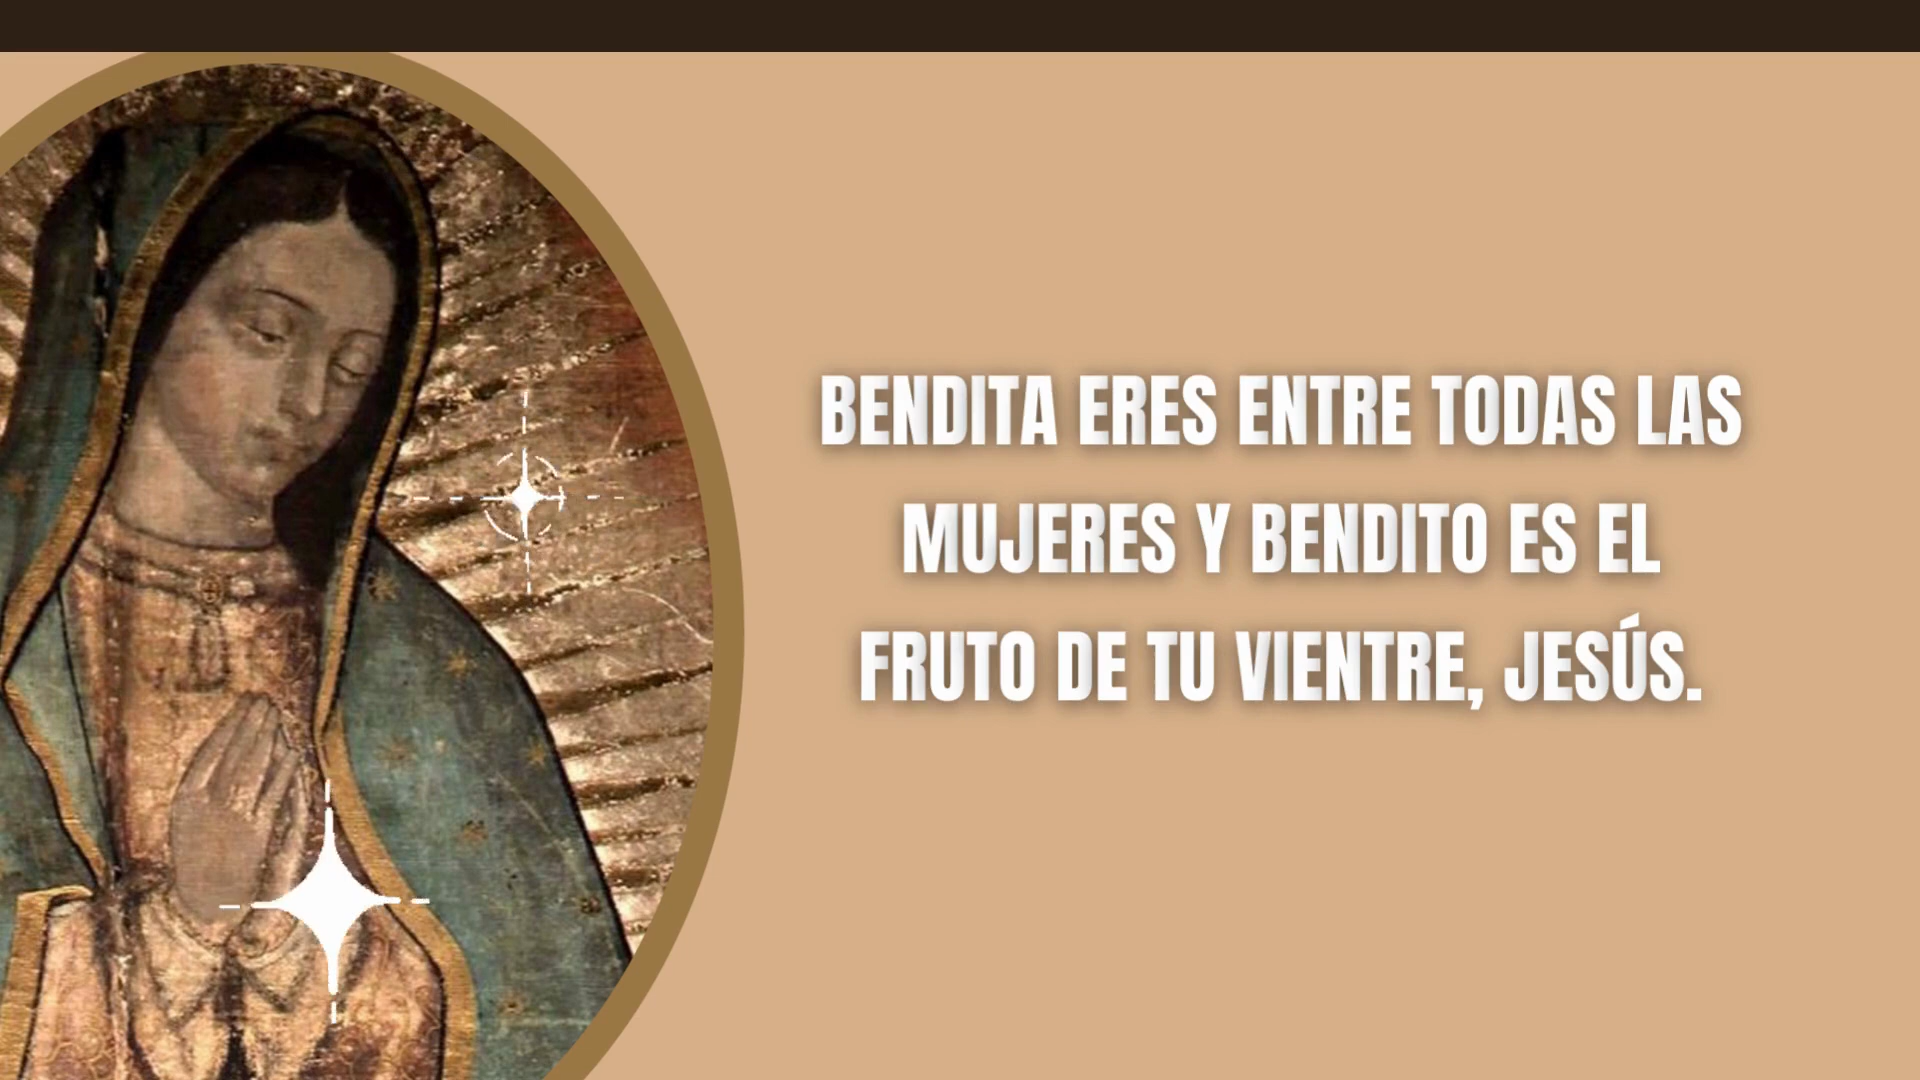 BENDITA ERES ENTRE TODAS LAS
MUJERES Y BENDITO ES EL
FRUTO DE TU VIENTRE, JESÚS.